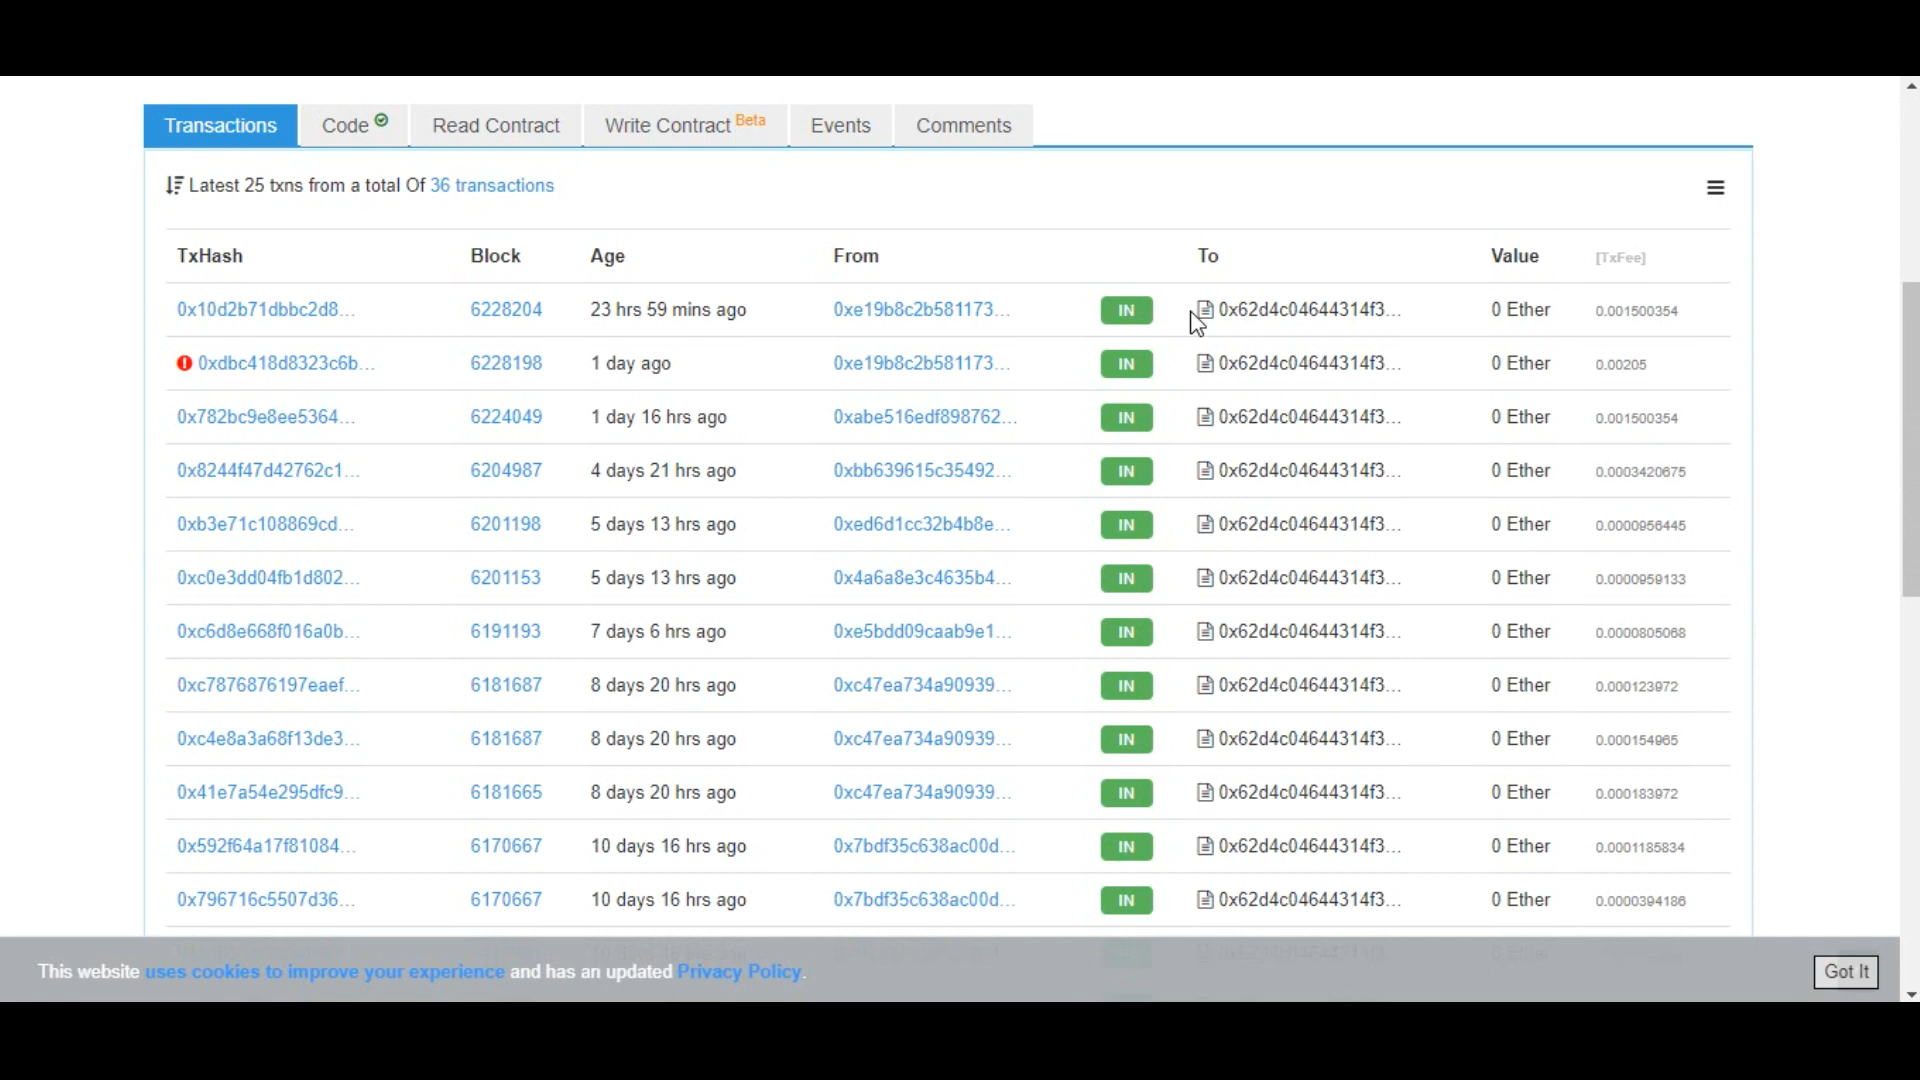 Transactions Code Read Contract Write Contract Beta Events Comments
Latest 25 txns from a total Of 36 transactions
TxHash Block Age From To Value [TxFee]
0x10d2b71dbbc2d8... 6228204 23 hrs 59 mins ago 0xe19b8c2b581173... IN 0x62d4c04644314f3... 0 Ether 0.001500354
0xdbc418d8323c6b... 6228198 1 day ago 0xe19b8c2b581173... IN 0x62d4c04644314f3... 0 Ether 0.00205
0x782bc9e8ee5364... 6224049 1 day 16 hrs ago 0xabe516edf898762... IN 0x62d4c04644314f3... 0 Ether 0.001500354
0x8244f47d42762c1... 6204987 4 days 21 hrs ago 0xbb639615c35492... IN 0x62d4c04644314f3... 0 Ether 0.0003420675
0xb3e71c108869cd... 6201198 5 days 13 hrs ago 0xed6d1cc32b4b8e... IN 0x62d4c04644314f3... 0 Ether 0.0000956445
0xc0e3dd04fb1d802... 6201153 5 days 13 hrs ago 0x4a6a8e3c4635b4... IN 0x62d4c04644314f3... 0 Ether 0.0000959133
0xc6d8e668f016a0b... 6191193 7 days 6 hrs ago 0xe5bdd09caab9e1... IN 0x62d4c04644314f3... 0 Ether 0.0000805068
0xc7876876197eaef... 6181687 8 days 20 hrs ago 0xc47ea734a90939... IN 0x62d4c04644314f3... 0 Ether 0.000123972
0xc4e8a3a68f13de3... 6181687 8 days 20 hrs ago 0xc47ea734a90939... IN 0x62d4c04644314f3... 0 Ether 0.000154965
0x41e7a54e295dfc9... 6181665 8 days 20 hrs ago 0xc47ea734a90939... IN 0x62d4c04644314f3... 0 Ether 0.000183972
0x592f64a17f81084... 6170667 10 days 16 hrs ago 0x7bdf35c638ac00d... IN 0x62d4c04644314f3... 0 Ether 0.0001185834
0x796716c5507d36... 6170667 10 days 16 hrs ago 0x7bdf35c638ac00d... IN 0x62d4c04644314f3... 0 Ether 0.0000394186
This website uses cookies to improve your experience and has an updated Privacy Policy. Got It